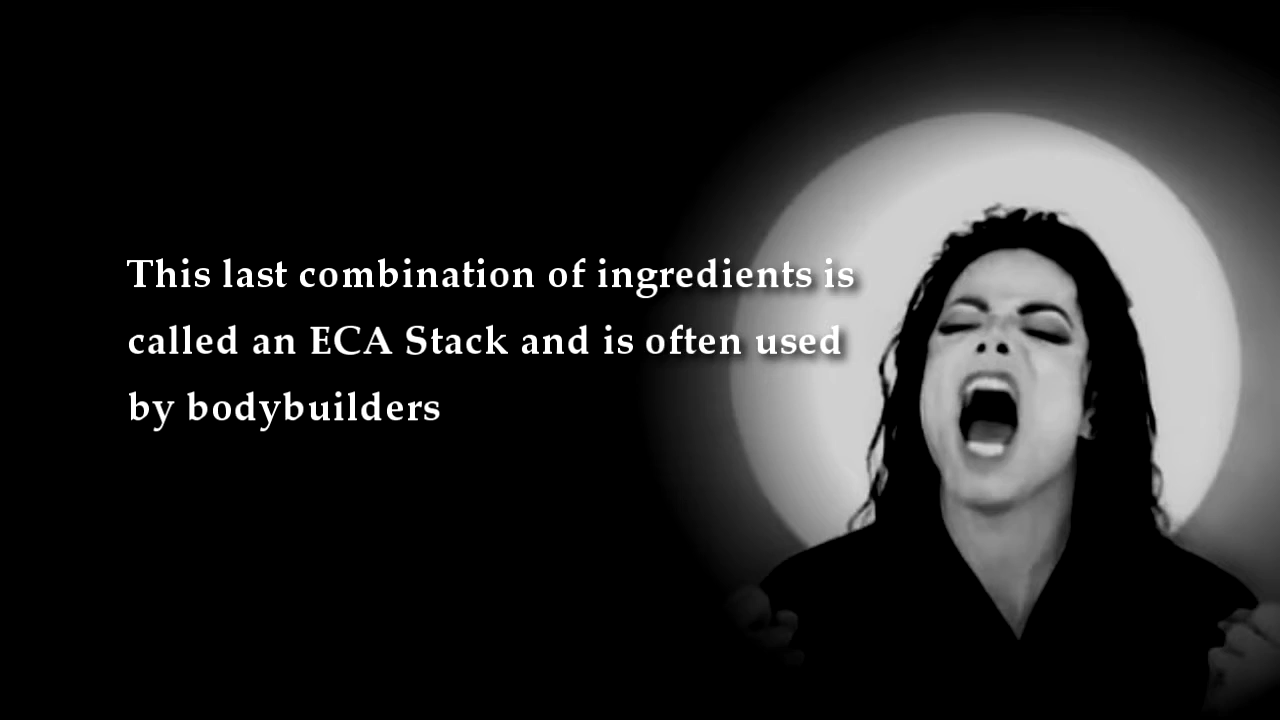 This last combination of ingredients is
called an ECA Stack and is often used
by bodybuilders